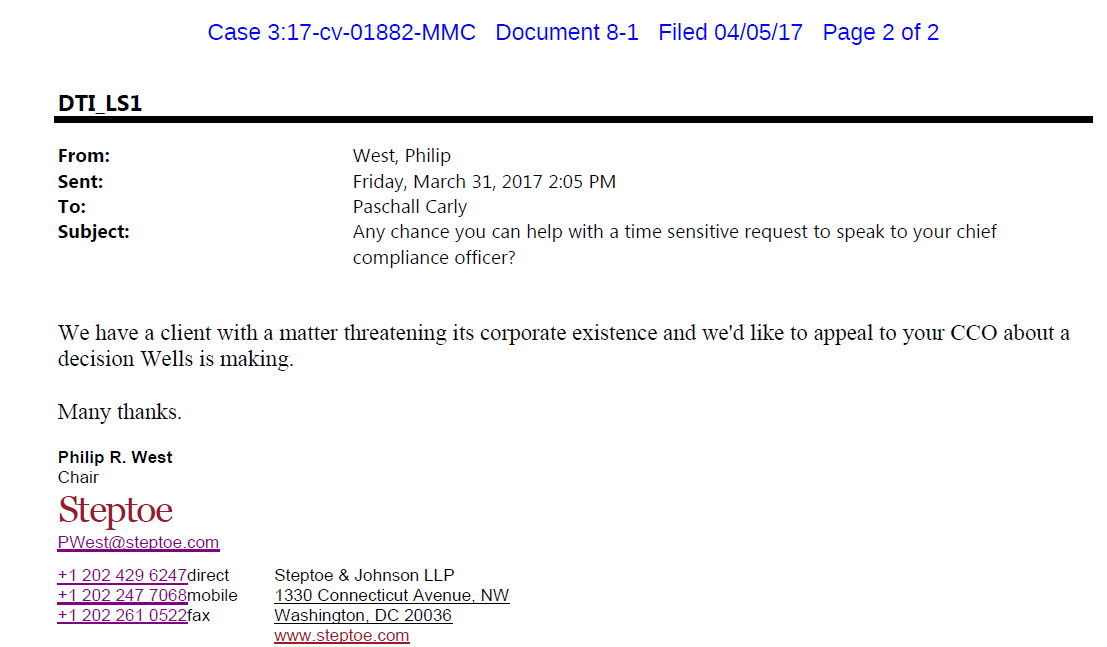 Case 3:17-cv-01882-MMC   Document 8-1   Filed 04/05/17   Page 2 of 2
DTI_LS1
From: West, Philip
Sent: Friday, March 31, 2017 2:05 PM
To: Paschall Carly
Subject: Any chance you can help with a time sensitive request to speak to your chief
compliance officer?
We have a client with a matter threatening its corporate existence and we'd like to appeal to your CCO about a
decision Wells is making.
Many thanks.
Philip R. West
Chair
Steptoe
PWest@steptoe.com
+1 202 429 6247direct Steptoe & Johnson LLP
+1 202 247 7068mobile 1330 Connecticut Avenue, NW
+1 202 261 0522fax Washington, DC 20036
www.steptoe.com